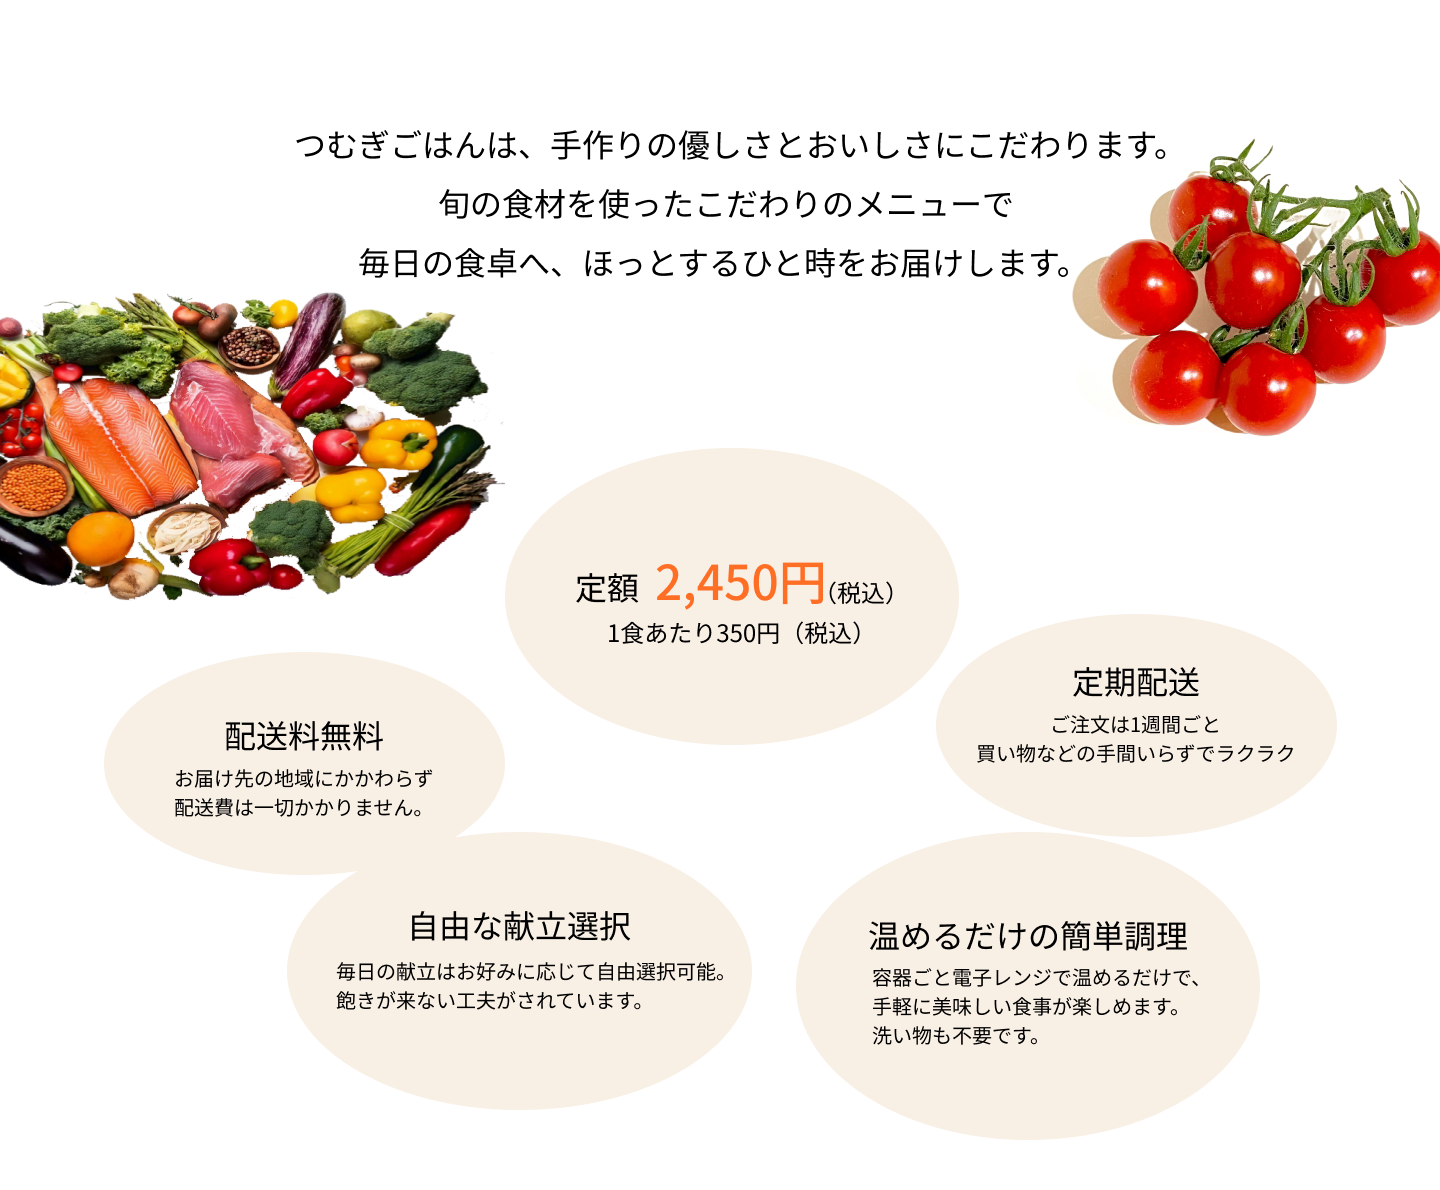 つむぎごはんは、手作りの優しさとおいしさにこだわります。
旬の食材を使ったこだわりのメニューで
毎日の食卓へ、ほっとするひと時をお届けします。
定額 2,450円(税込）
1食あたり350円（税込）
配送料無料
お届け先の地域にかかわらず
配送費は一切かかりません。
定期配送
ご注文は1週間ごと
買い物などの手間いらずでラクラク
自由な献立選択
毎日の献立はお好みに応じて自由選択可能。
飽きが来ない工夫がされています。
温めるだけの簡単調理
容器ごと電子レンジで温めるだけで、
手軽に美味しい食事が楽しめます。
洗い物も不要です。